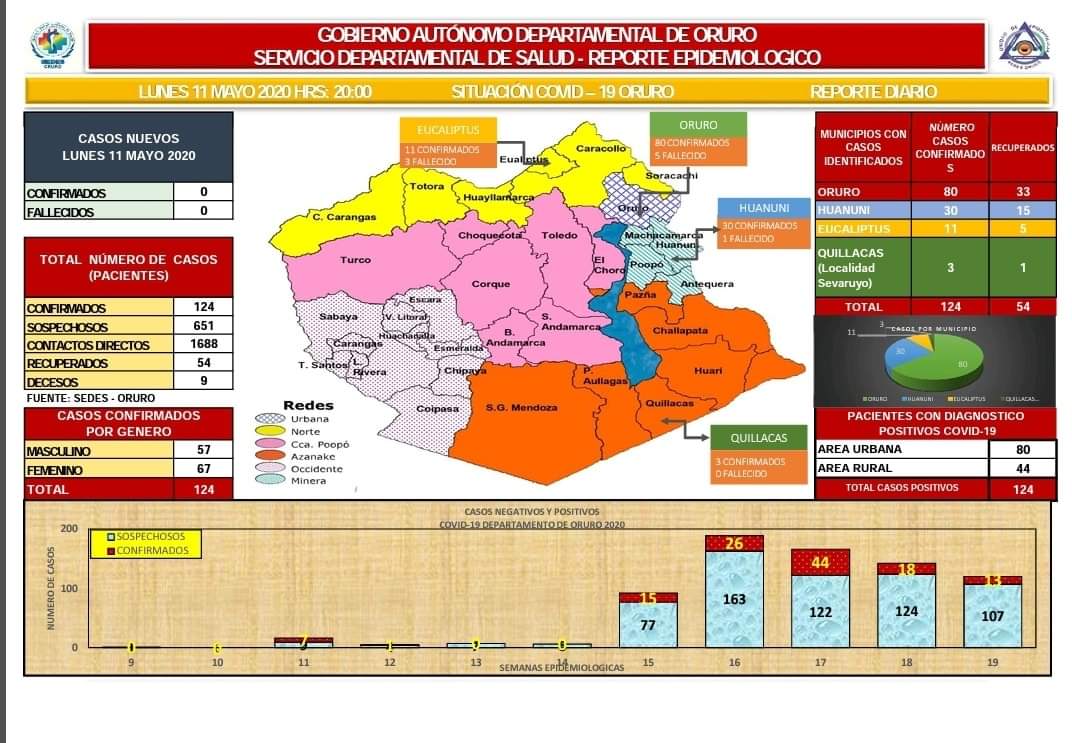 GOBIERNO AUTÓNOMO DEPARTAMENTAL DE ORURO
SERVICIO DEPARTAMENTAL DE SALUD - REPORTE EPIDEMIOLOGICO
LUNES 11 MAYO 2020 HRS: 20:00 SITUACIÓN COVID – 19 ORURO REPORTE DIARIO
SEDES
ORURO
CASOS NUEVOS
LUNES 11 MAYO 2020
CONFIRMADOS 0
FALLECIDOS 0
TOTAL NÚMERO DE CASOS
(PACIENTES)
CONFIRMADOS 124
SOSPECHOSOS 651
CONTACTOS DIRECTOS 1688
RECUPERADOS 54
DECESOS 9
FUENTE: SEDES - ORURO
CASOS CONFIRMADOS
POR GENERO
MASCULINO 57
FEMENINO 67
TOTAL 124
EUCALIPTUS
11 CONFIRMADOS
3 FALLECIDO
ORURO
80 CONFIRMADOS
5 FALLECIDO
HUANUNI
30 CONFIRMADOS
1 FALLECIDO
QUILLACAS
3 CONFIRMADOS
0 FALLECIDO
Caracollo
Eualiptus
Soracachi
Totora
Huayllamarca
Oruro
C. Carangas
Choquecota
Toledo
Machacamarca
Huanuni
Turco
El
Choro
Poopó
Antequera
Corque
Pazña
Escara
Sabaya
V. Litoral
S.
Andamarca
Challapata
Huachacalla
B.
Andamarca
Carangas
Esmeralda
T. Santos
L.
Rivera
Chipaya
P.
Aullagas
Huari
Coipasa
S.G. Mendoza
Quillacas
Redes
Urbana
Norte
Cca. Poopó
Azanake
Occidente
Minera
MUNICIPIOS CON
CASOS
IDENTIFICADOS
NÚMERO
CASOS
CONFIRMADO
S
RECUPERADOS
ORURO 80 33
HUANUNI 30 15
EUCALIPTUS 11 5
QUILLACAS
(Localidad
Sevaruyo) 3 1
TOTAL 124 54
CASOS POR MUNICIPIO
3
11
30
80
ORURO HUANUNI EUCALIPTUS QUILLACAS...
PACIENTES CON DIAGNOSTICO
POSITIVOS COVID-19
AREA URBANA 80
AREA RURAL 44
TOTAL CASOS POSITIVOS 124
CASOS NEGATIVOS Y POSITIVOS
COVID-19 DEPARTAMENTO DE ORURO 2020
SOSPECHOSOS
CONFIRMADOS
NUMERO DE CASOS
200
100
0
7
15
77
26
163
44
122
18
124
13
107
9 10 11 12 13 14 15 16 17 18 19
SEMANAS EPIDEMIOLOGICAS